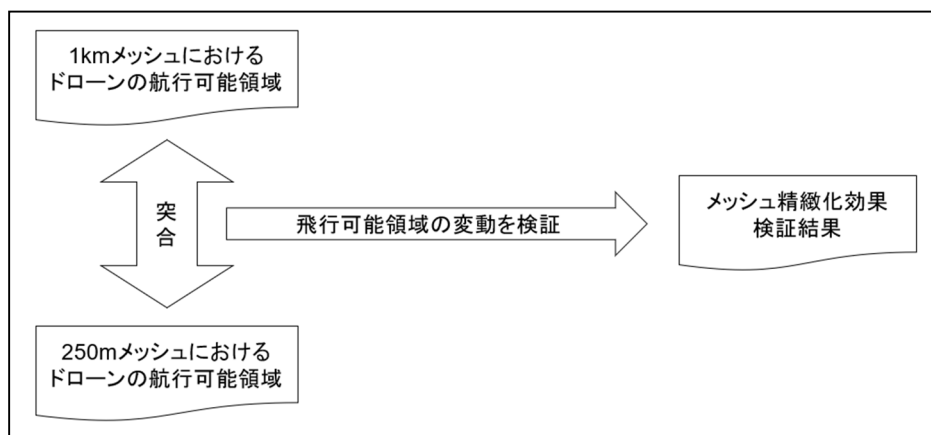 1kmメッシュにおける
ドローンの航行可能領域
突
合
飛行可能領域の変動を検証
メッシュ精緻化効果
検証結果
250mメッシュにおける
ドローンの航行可能領域